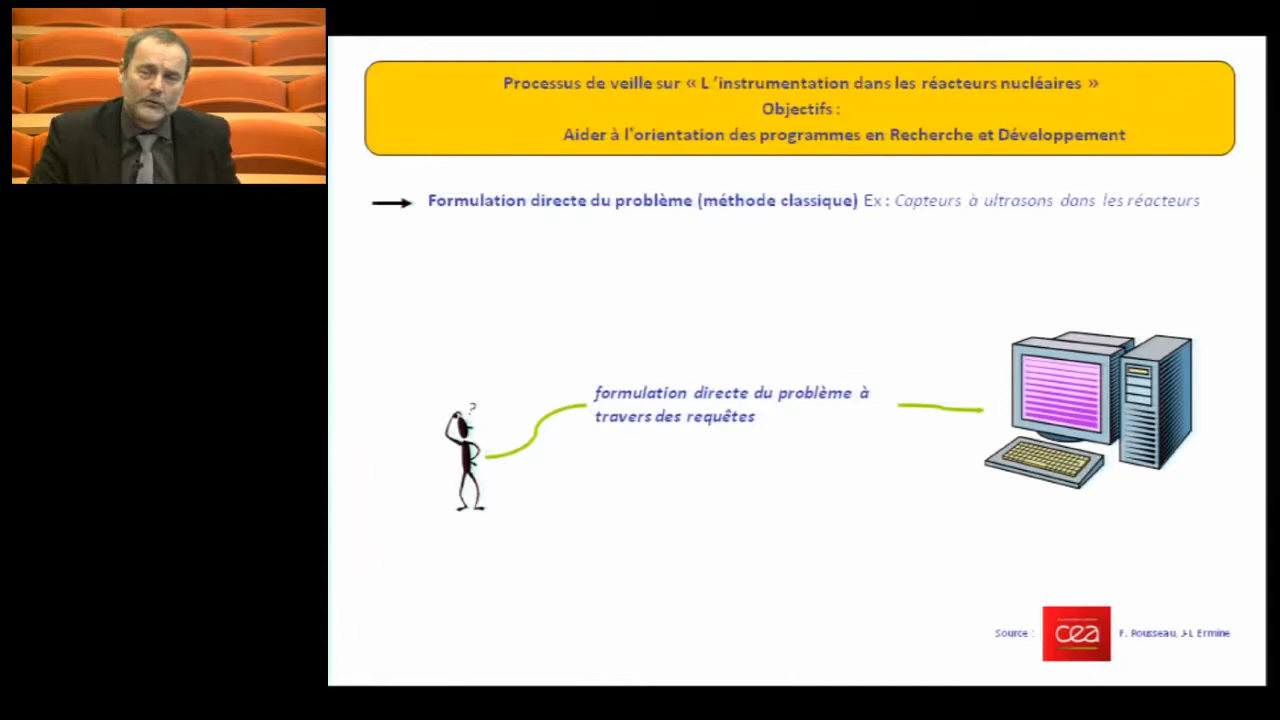 Processus de veille sur « L ’instrumentation dans les réacteurs nucléaires »
Objectifs :
Aider à l'orientation des programmes en Recherche et Développement
Formulation directe du problème (méthode classique) Ex : Capteurs à ultrasons dans les réacteurs
formulation directe du problème à
travers des requêtes
?
Source : cea F. Rousseau, J-L Ermine